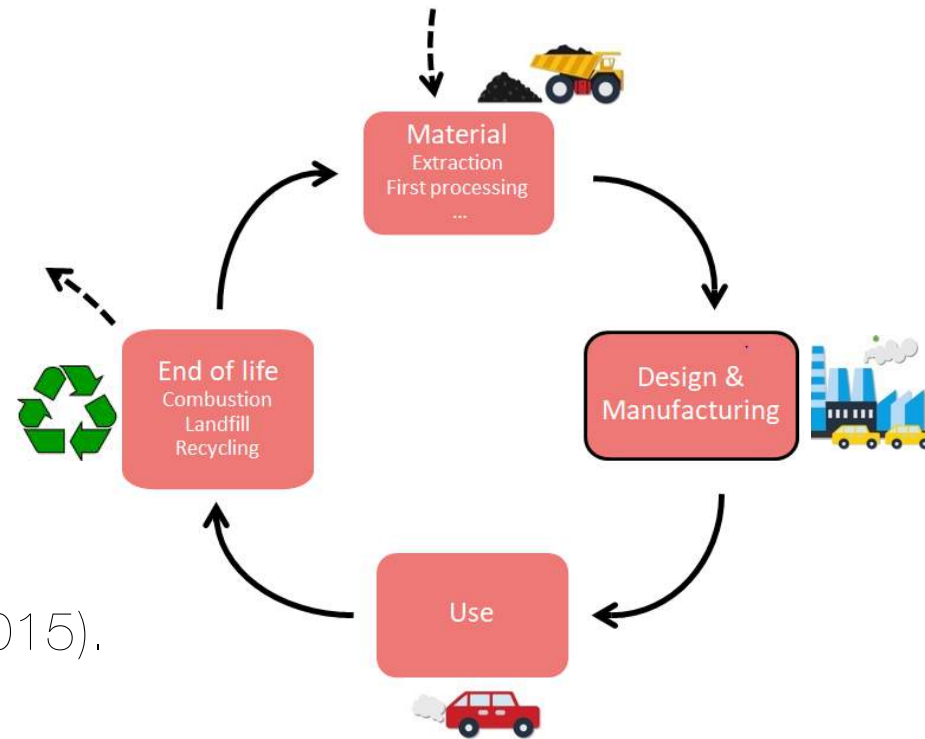 Material
Extraction
First processing
...
Design &
Manufacturing
End of life
Combustion
Landfill
Recycling
Use
015).